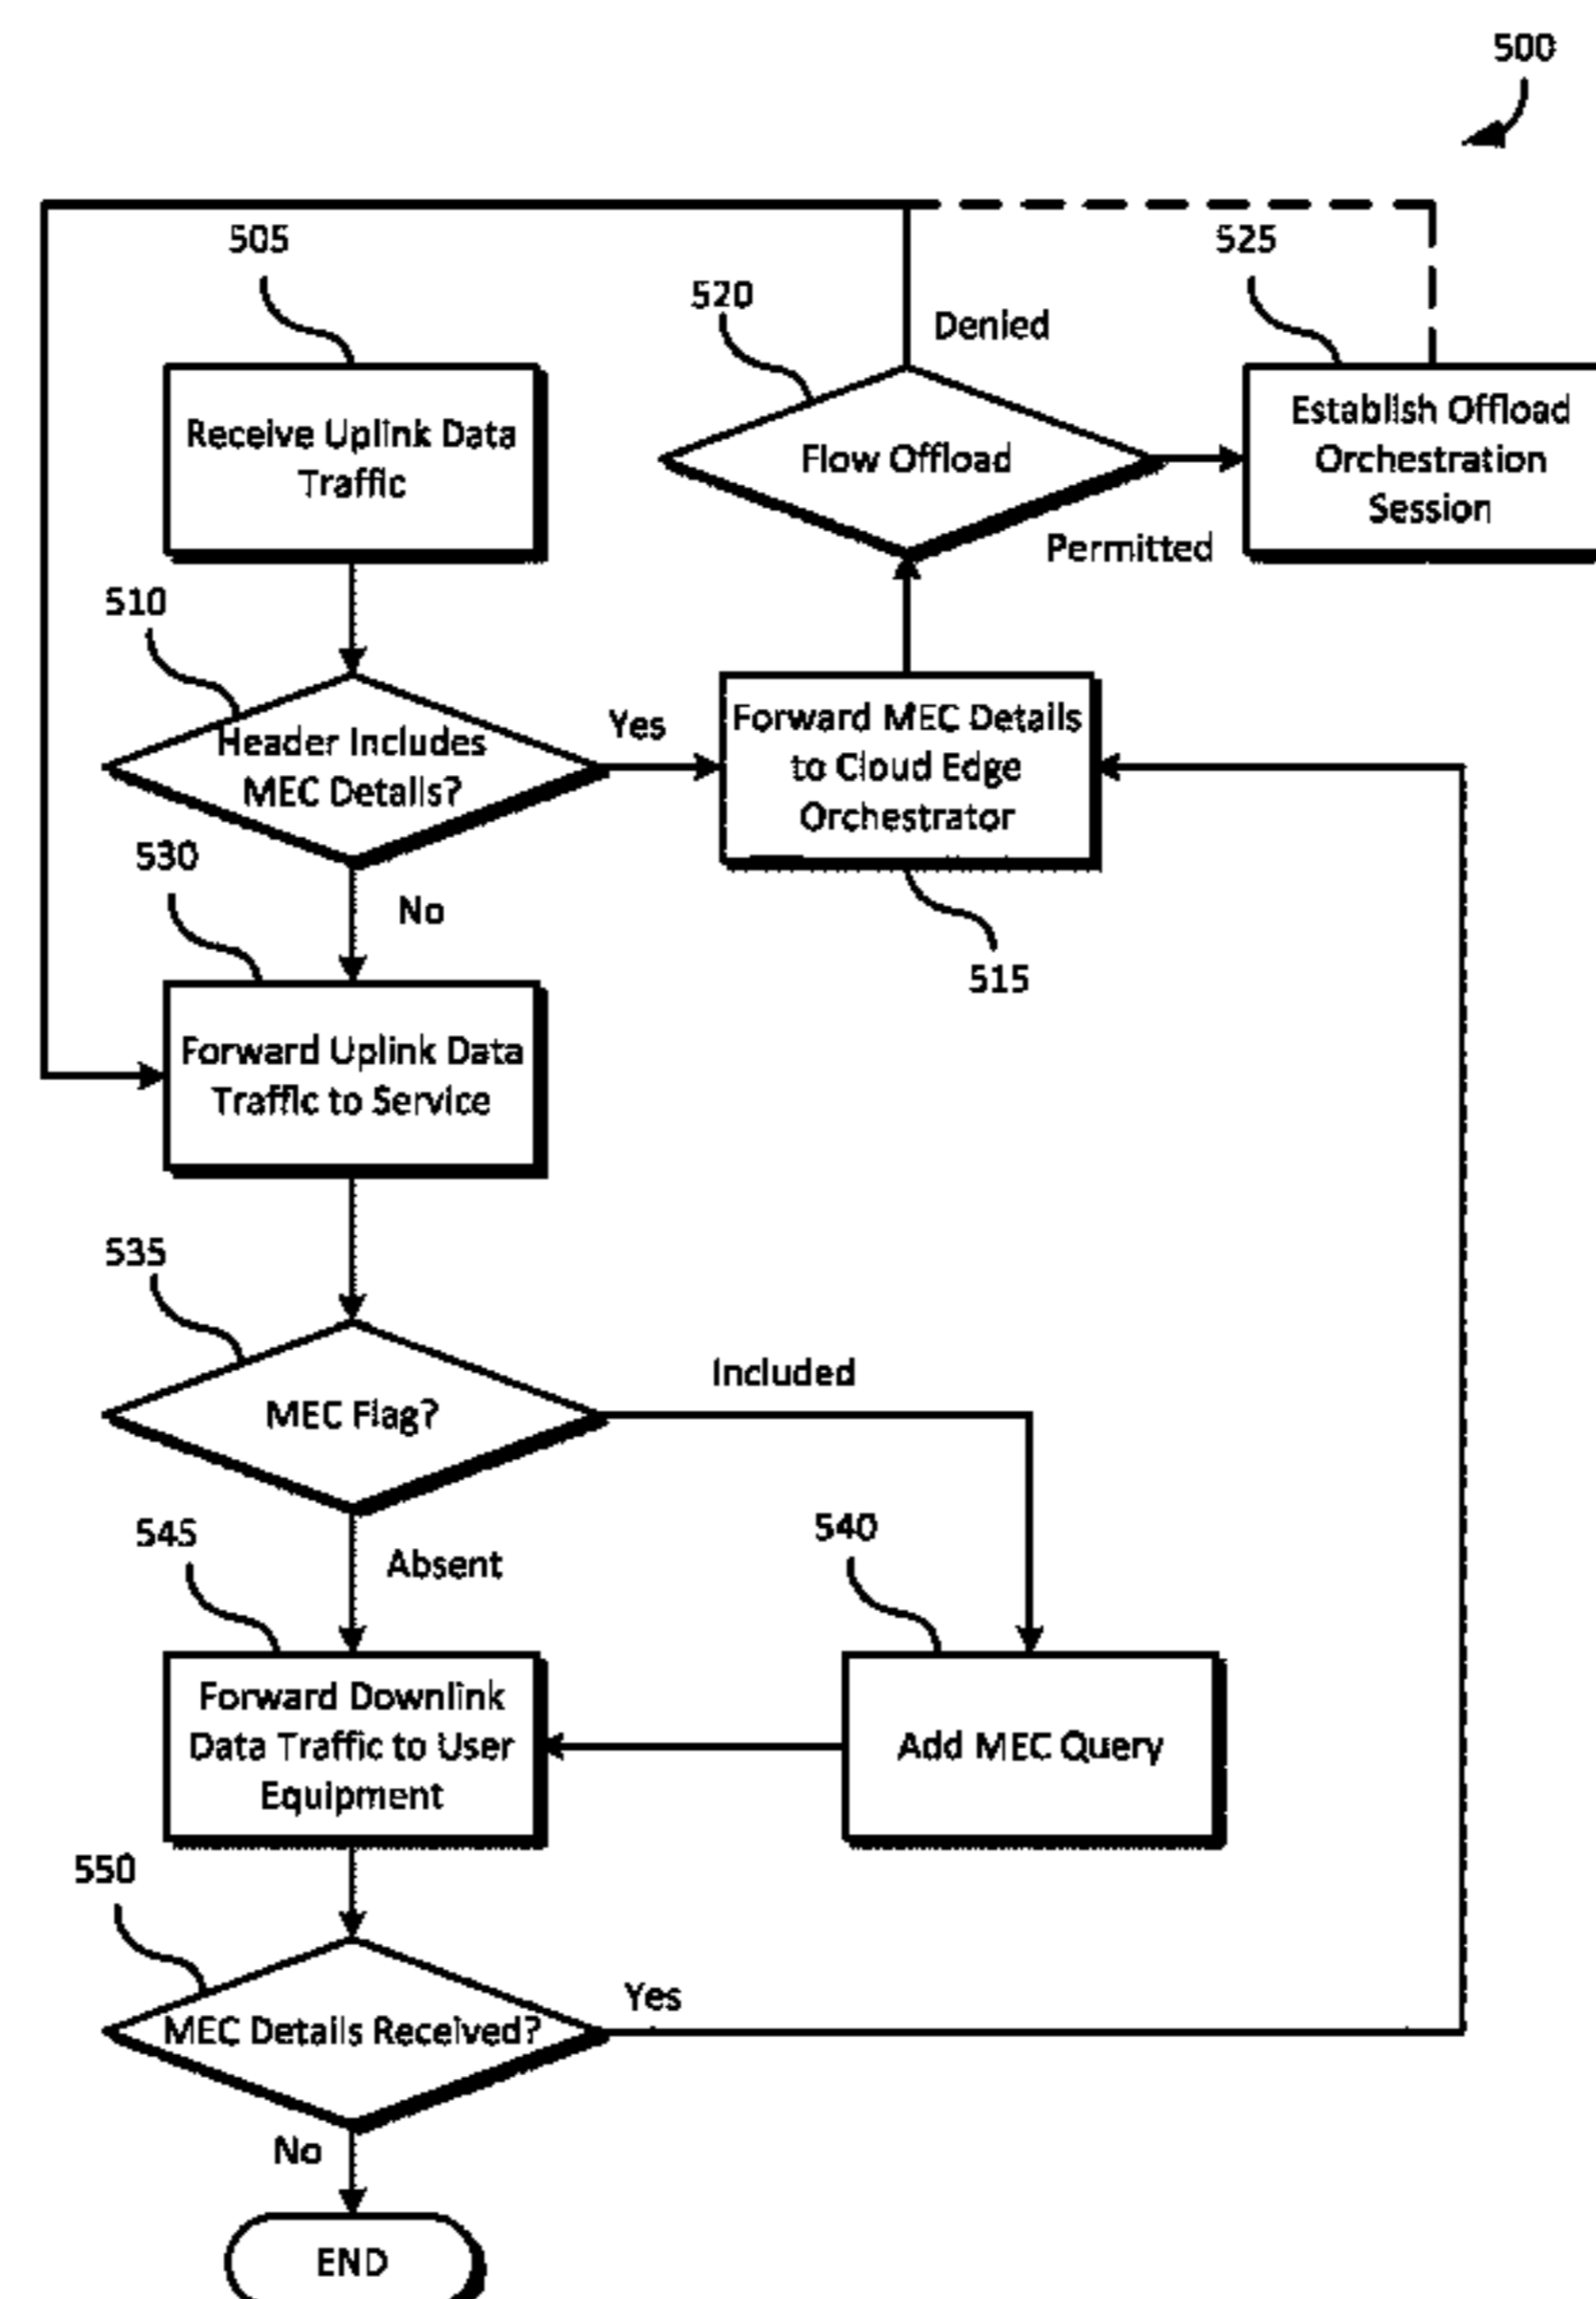 500
505
Receive Uplink Data
Traffic
510
Header Includes
MEC Details?
Yes
No
520
Denied
Flow Offload
Permitted
525
Establish Offload
Orchestration
Session
Forward MEC Details
to Cloud Edge
Orchestrator
515
530
Forward Uplink Data
Traffic to Service
535
MEC Flag?
Included
Absent
540
Add MEC Query
545
Forward Downlink
Data Traffic to User
Equipment
550
MEC Details Received?
Yes
No
END